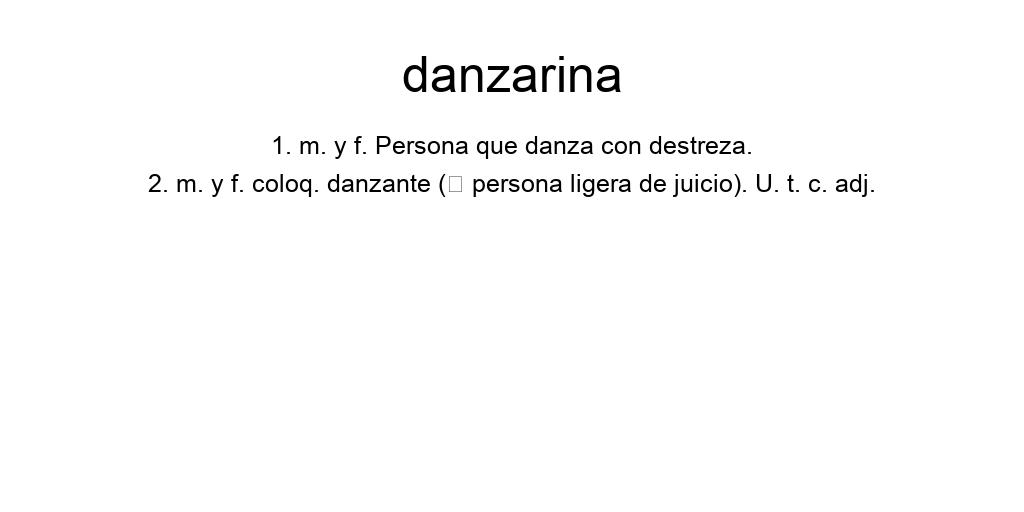 danzarina
1. m. y f. Persona que danza con destreza.
2. m. y f. coloq. danzante (□ persona ligera de juicio). U. t. c. adj.